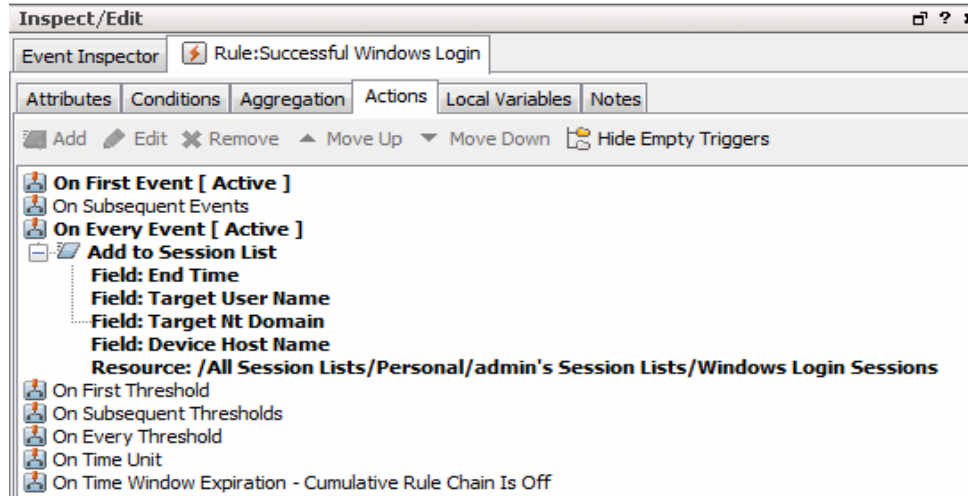 Inspect/Edit ?
Event Inspector Rule:Successful Windows Login
Attributes Conditions Aggregation Actions Local Variables Notes
Add Edit Remove Move Up Move Down Hide Empty Triggers
On First Event [ Active ]
On Subsequent Events
On Every Event [ Active ]
Add to Session List
Field: End Time
Field: Target User Name
Field: Target Nt Domain
Field: Device Host Name
Resource: /All Session Lists/Personal/admin's Session Lists/Windows Login Sessions
On First Threshold
On Subsequent Thresholds
On Every Threshold
On Time Unit
On Time Window Expiration - Cumulative Rule Chain Is Off